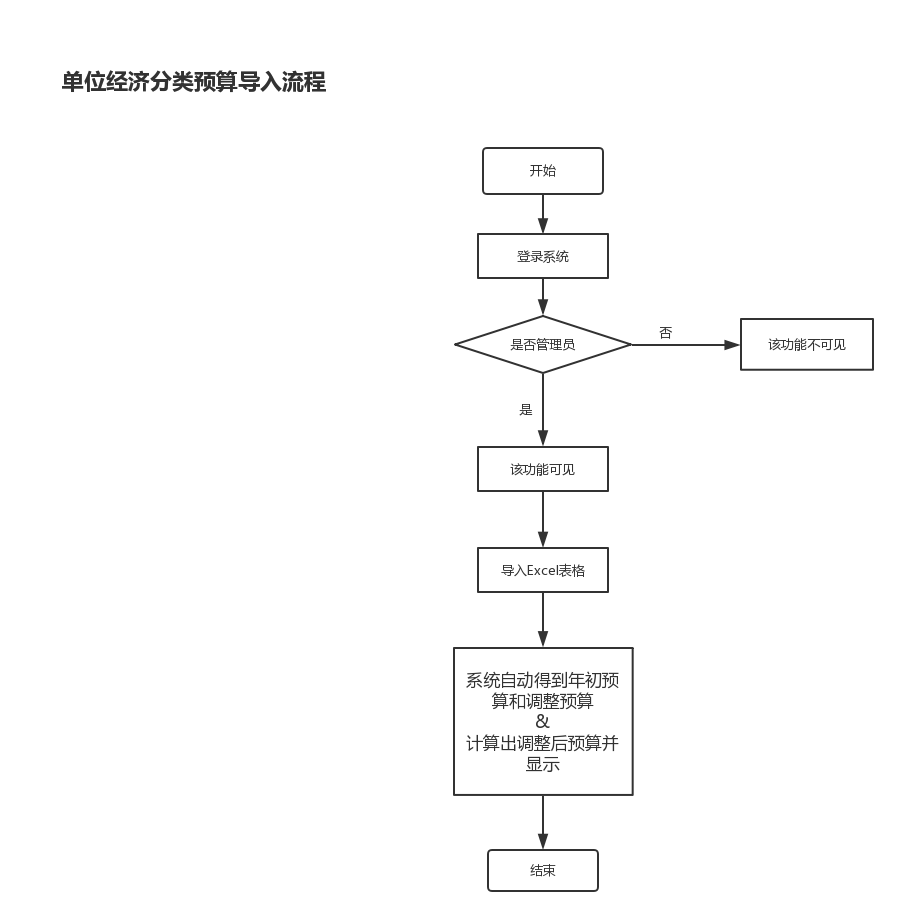 单位经济分类预算导入流程
开始
登录系统
是否管理员
否
该功能不可见
是
该功能可见
导入Excel表格
系统自动得到年初预
算和调整预算
&
计算出调整后预算并
显示
结束